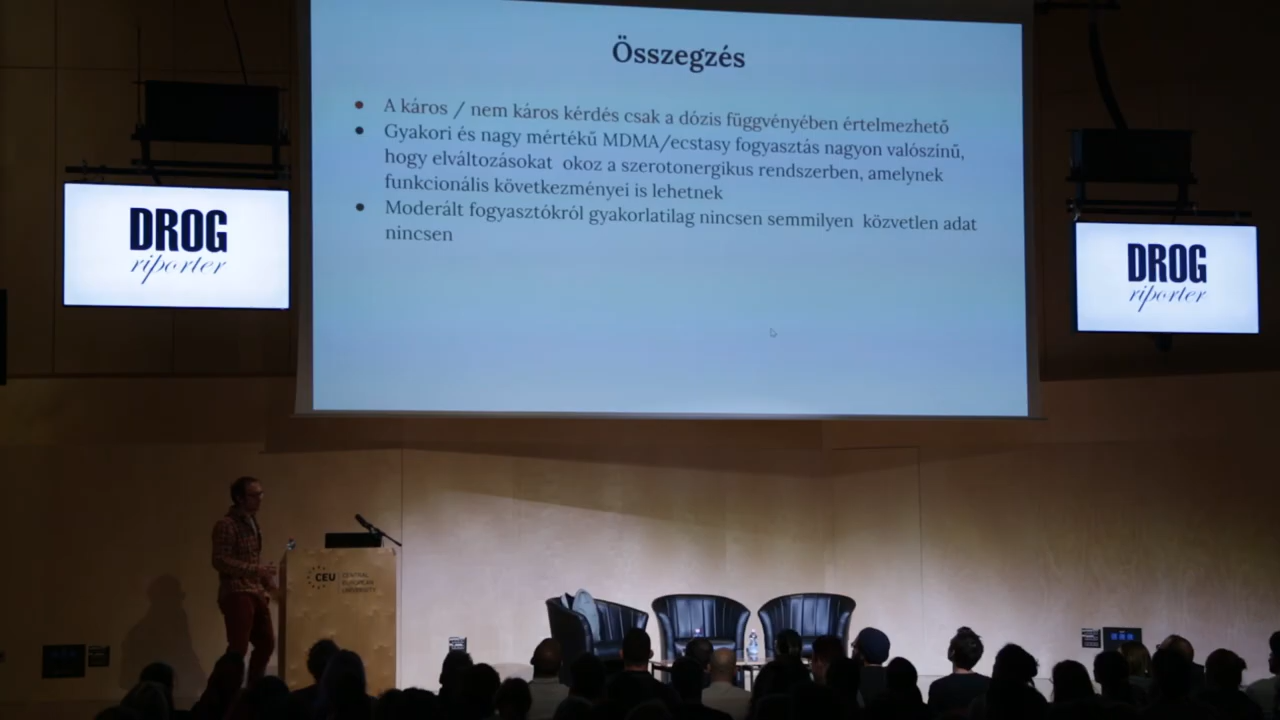 Összegzés
A káros / nem káros kérdés csak a dózis függvényében értelmezhető
Gyakori és nagy mértékű MDMA/ecstasy fogyasztás nagyon valószínű,
hogy elváltozásokat okoz a szerotonergikus rendszerben, amelynek
funkcionális következményei is lehetnek
Moderált fogyasztókról gyakorlatilag nincsen semmilyen közvetlen adat
nincsen
DROG
riporter
DROG
riporter
CEU CENTRAL
EUROPEAN
UNIVERSITY